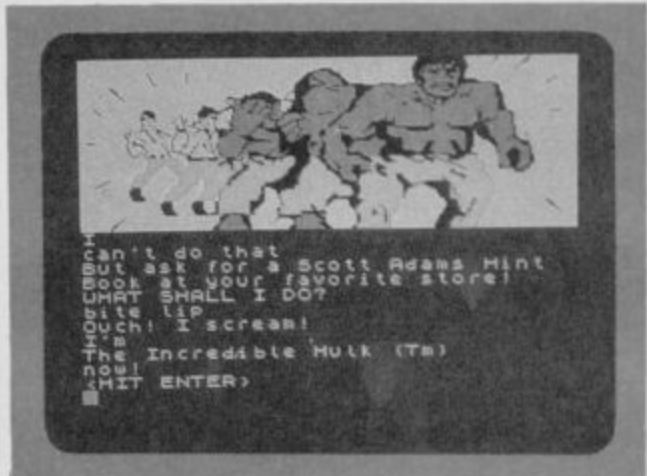 I
can't do that
But ask for a Scott Adams Hint
Book at your favorite store!
WHAT SHALL I DO?
bite lip
Ouch! I scream!
I'm
The Incredible Hulk (Tm)
now!
<HIT ENTER>